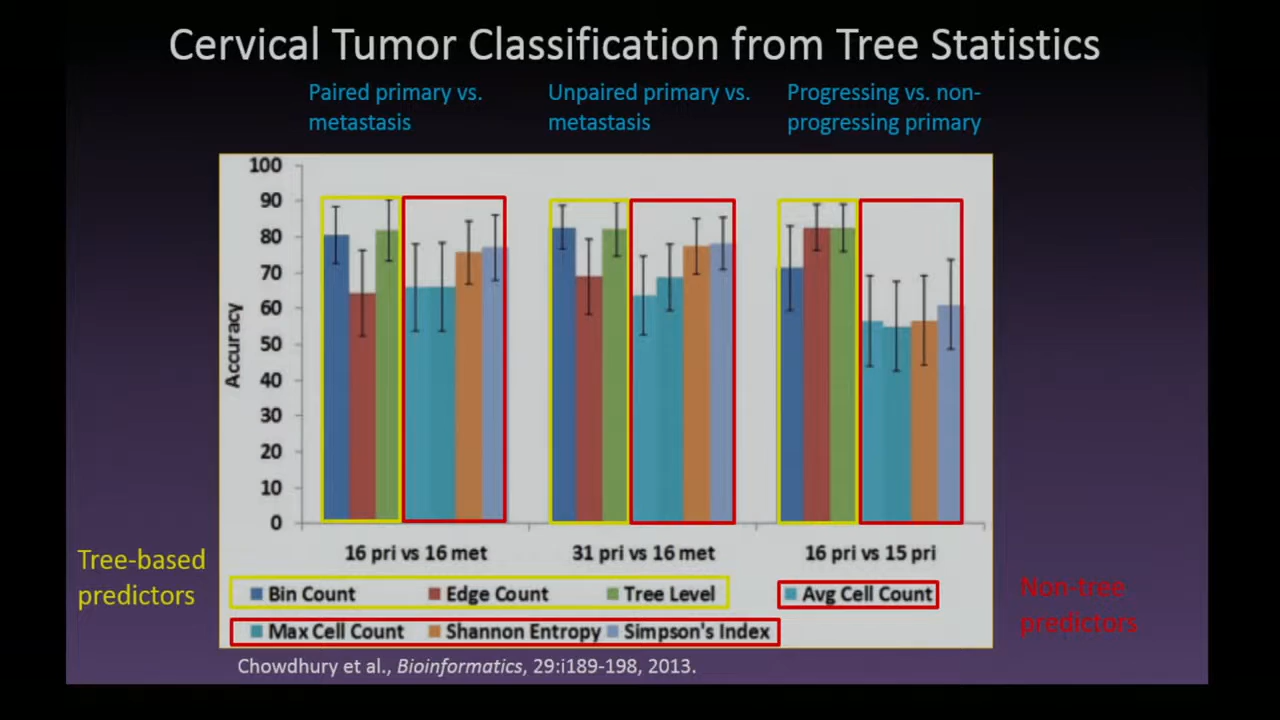 Cervical Tumor Classification from Tree Statistics
Paired primary vs.
metastasis
Unpaired primary vs.
metastasis
Progressing vs. non-
progressing primary
100
90
80
70
60
50
40
30
20
10
0
Accuracy
16 pri vs 16 met
31 pri vs 16 met
16 pri vs 15 pri
Tree-based
predictors
Bin Count
Edge Count
Tree Level
Avg Cell Count
Max Cell Count
Shannon Entropy
Simpson's Index
Non-tree
predictors
Chowdhury et al., Bioinformatics, 29:i189-198, 2013.